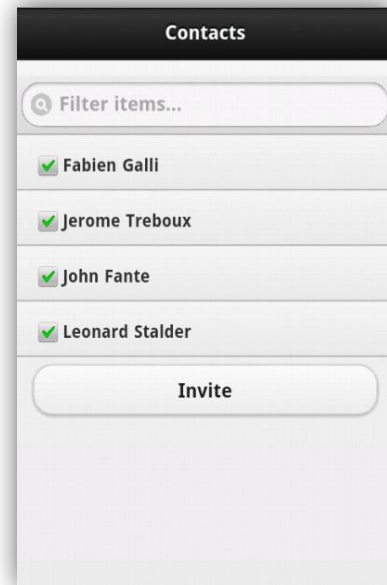 Contacts
Filter items...
Fabien Galli
Jerome Treboux
John Fante
Leonard Stalder
Invite